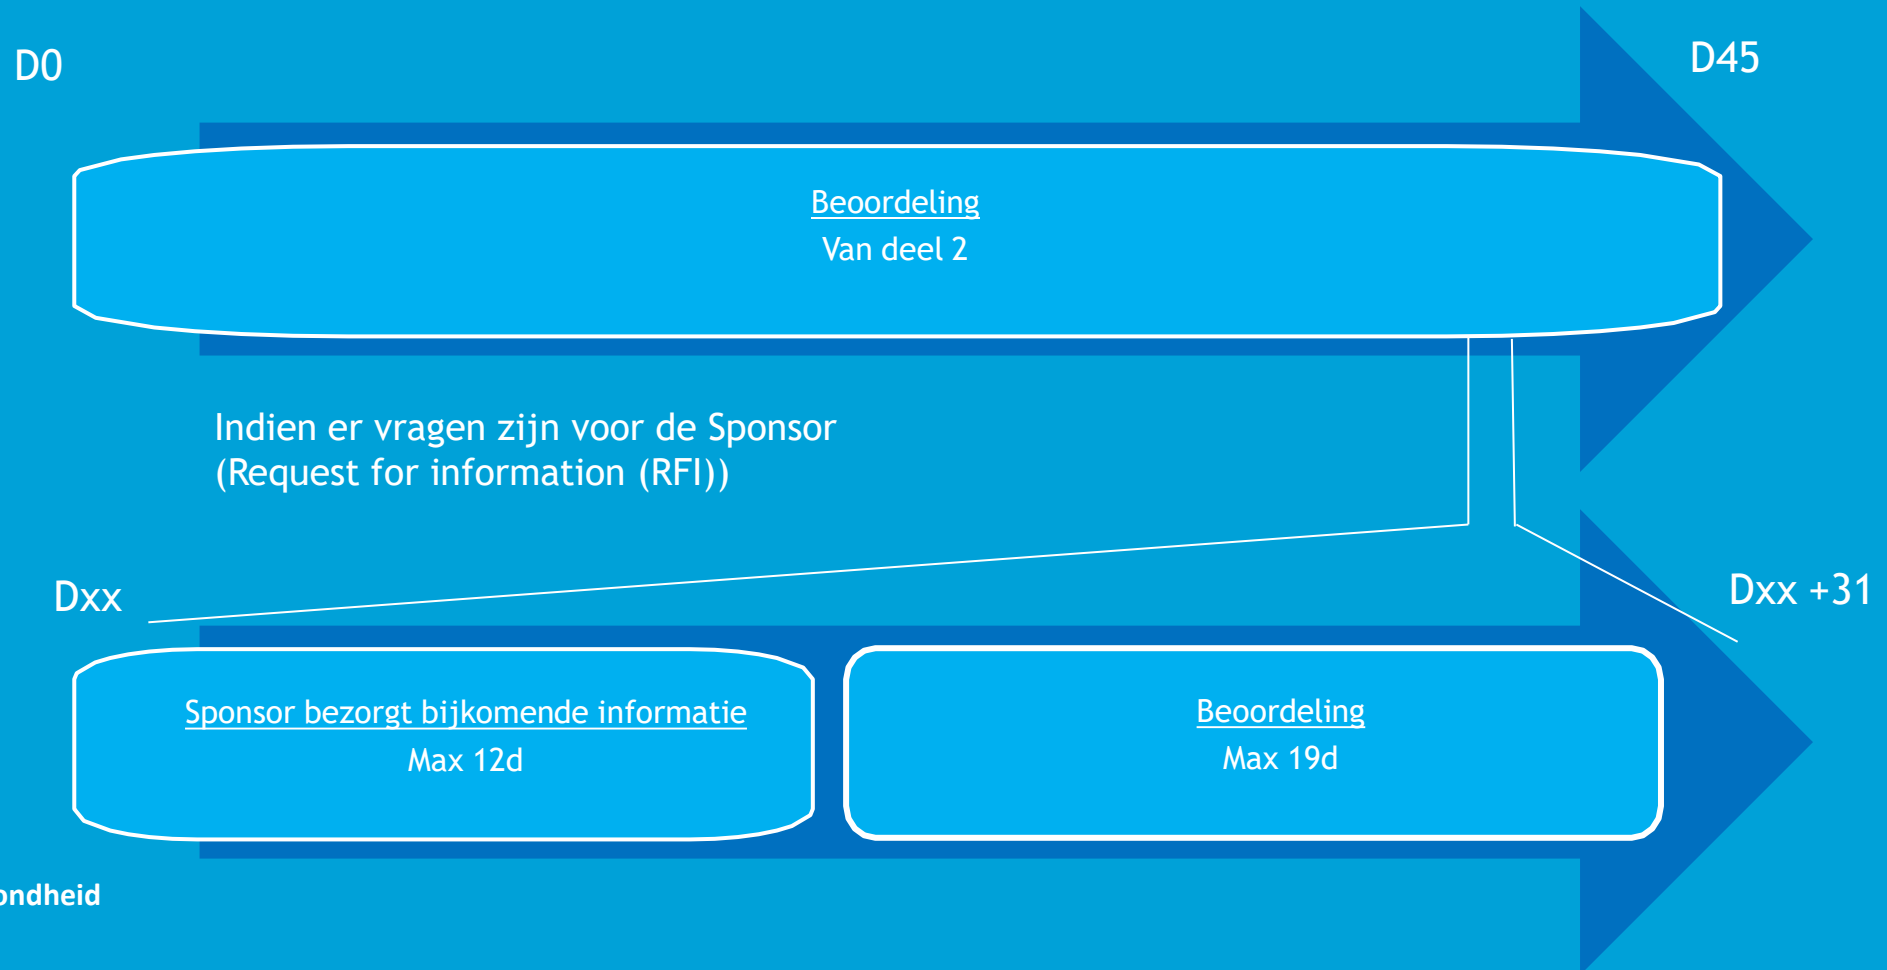 D0
D45
Beoordeling
Van deel 2
Indien er vragen zijn voor de Sponsor
(Request for information (RFI))
Dxx
Dxx +31
Sponsor bezorgt bijkomende informatie
Max 12d
Beoordeling
Max 19d
ondheid